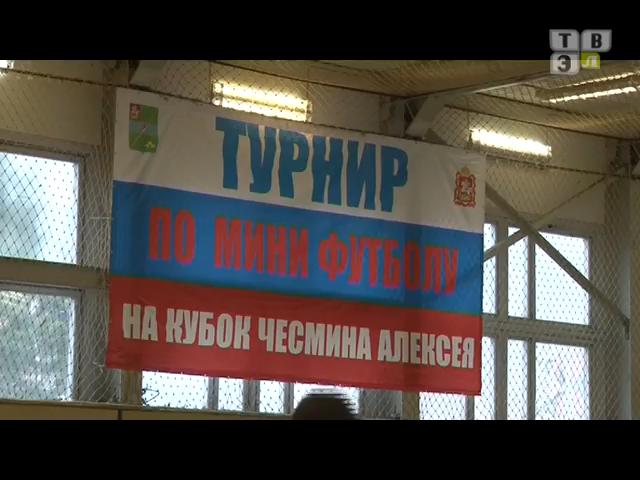 ТВ
ЭЛ
ТУРНИР
ПО МИНИ ФУТБОЛУ
НА КУБОК ЧЕСМИНА АЛЕКСЕЯ